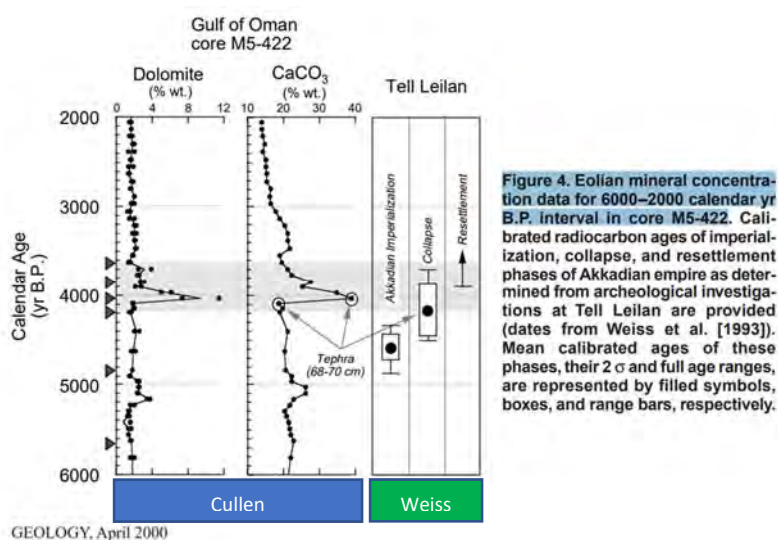 Gulf of Oman
core M5-422
Dolomite
(% wt.)
CaCO3
(% wt.)
Tell Leilan
0 4 8 12
10 20 30 40
2000
3000
4000
5000
6000
Calendar Age
(yr B.P.)
Tephra
(68-70 cm)
Akkadian Imperialization
Collapse
Resettlement
Cullen
Weiss
GEOLOGY, April 2000
Figure 4. Eolian mineral concentra-
tion data for 6000–2000 calendar yr
B.P. interval in core M5-422. Cali-
brated radiocarbon ages of imperial-
ization, collapse, and resettlement
phases of Akkadian empire as deter-
mined from archeological investiga-
tions at Tell Leilan are provided
(dates from Weiss et al. [1993]).
Mean calibrated ages of these
phases, their 2 σ and full age ranges,
are represented by filled symbols,
boxes, and range bars, respectively.